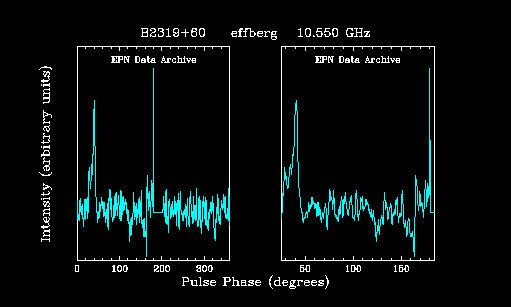 B2319+60 effberg 10.550 GHz
EPN Data Archive EPN Data Archive
Intensity (arbitrary units)
0 100 200 300 50 100 150
Pulse Phase (degrees)